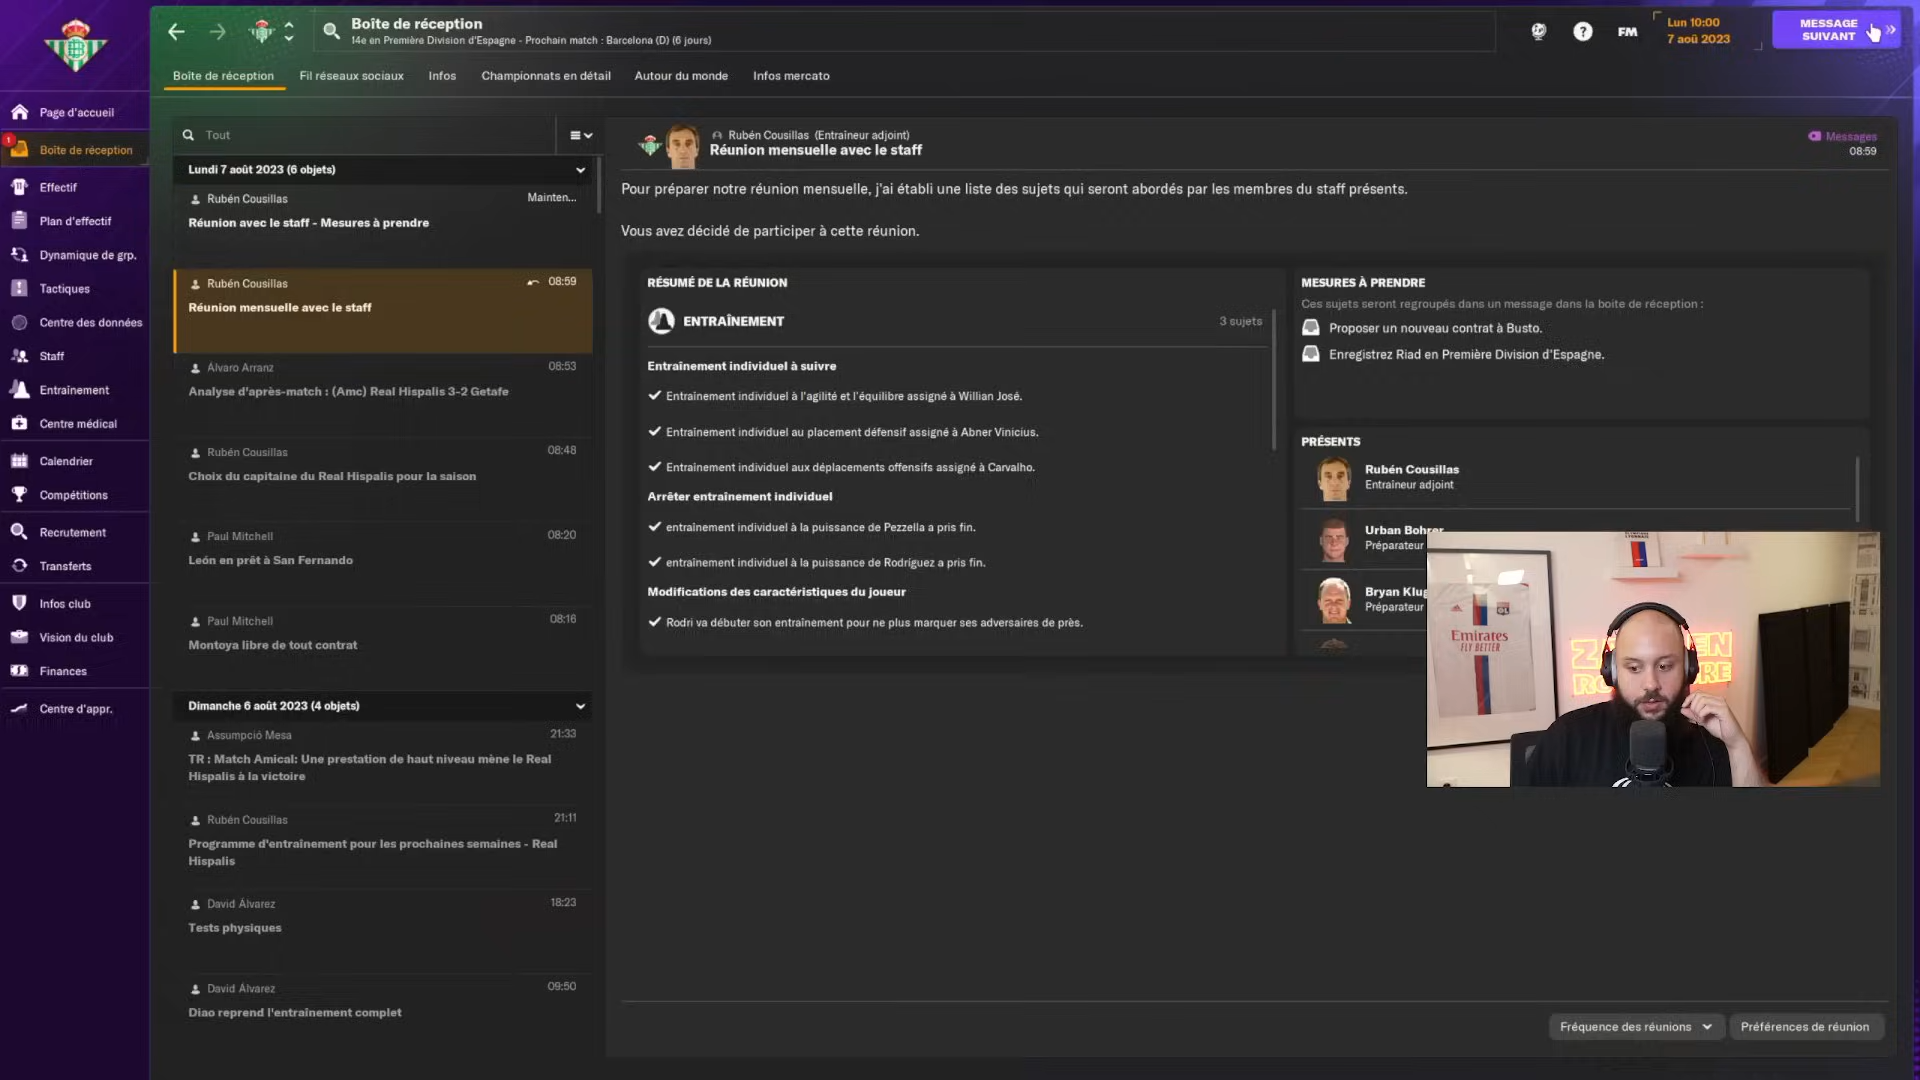 Boîte de réception
14e en Première Division d'Espagne - Prochain match : Barcelona (D) (6 jours)
FM
Lun 10:00
7 aoû 2023
MESSAGE
SUIVANT
Boîte de réception
Fil réseaux sociaux
Infos
Championnats en détail
Autour du monde
Infos mercato
Page d'accueil
1
Boîte de réception
Effectif
Plan d'effectif
Dynamique de grp.
Tactiques
Centre des données
Staff
Entraînement
Centre médical
Calendrier
Compétitions
Recrutement
Transferts
Infos club
Vision du club
Finances
Centre d'appr.
Tout
Lundi 7 août 2023 (6 objets)
Rubén Cousillas
Mainten...
Réunion avec le staff - Mesures à prendre
Rubén Cousillas
08:59
Réunion mensuelle avec le staff
Álvaro Arranz
08:53
Analyse d'après-match : (Amc) Real Hispalis 3-2 Getafe
Rubén Cousillas
08:48
Choix du capitaine du Real Hispalis pour la saison
Paul Mitchell
08:20
León en prêt à San Fernando
Paul Mitchell
08:16
Montoya libre de tout contrat
Dimanche 6 août 2023 (4 objets)
Assumpció Mesa
21:33
TR : Match Amical: Une prestation de haut niveau mène le Real
Hispalis à la victoire
Rubén Cousillas
21:11
Programme d'entraînement pour les prochaines semaines - Real
Hispalis
David Álvarez
18:23
Tests physiques
David Álvarez
09:50
Diao reprend l'entraînement complet
Rubén Cousillas (Entraîneur adjoint)
Réunion mensuelle avec le staff
Messages
08:59
Pour préparer notre réunion mensuelle, j'ai établi une liste des sujets qui seront abordés par les membres du staff présents.
Vous avez décidé de participer à cette réunion.
RÉSUMÉ DE LA RÉUNION
ENTRAÎNEMENT
3 sujets
Entraînement individuel à suivre
Entraînement individuel à l'agilité et l'équilibre assigné à Willian José.
Entraînement individuel au placement défensif assigné à Abner Vinicius.
Entraînement individuel aux déplacements offensifs assigné à Carvalho.
Arrêter entraînement individuel
entraînement individuel à la puissance de Pezzella a pris fin.
entraînement individuel à la puissance de Rodríguez a pris fin.
Modifications des caractéristiques du joueur
Rodri va débuter son entraînement pour ne plus marquer ses adversaires de près.
MESURES À PRENDRE
Ces sujets seront regroupés dans un message dans la boite de réception :
Proposer un nouveau contrat à Busto.
Enregistrez Riad en Première Division d'Espagne.
PRÉSENTS
Rubén Cousillas
Entraîneur adjoint
Urban Bohrer
Préparateur
Bryan Klug
Préparateur
Emirates
FLY BETTER
OL
Fréquence des réunions
Préférences de réunion